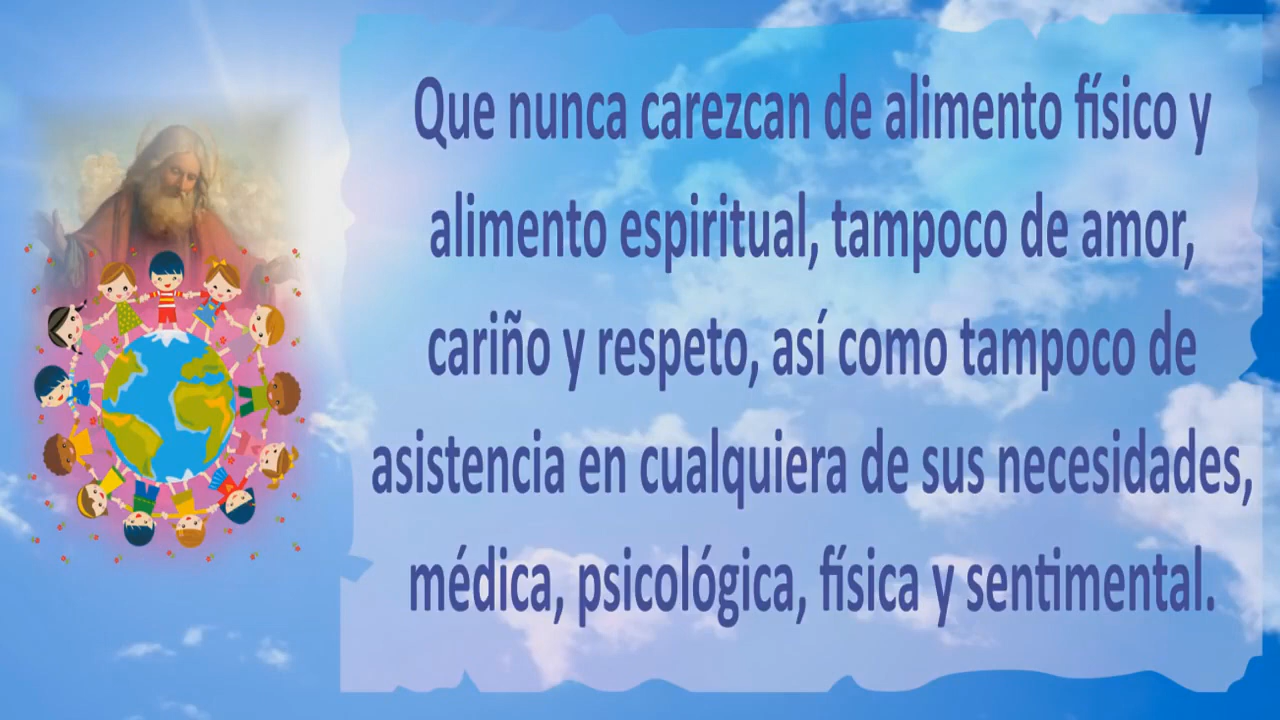 Que nunca carezcan de alimento físico y
alimento espiritual, tampoco de amor,
cariño y respeto, así como tampoco de
asistencia en cualquiera de sus necesidades,
médica, psicológica, física y sentimental.